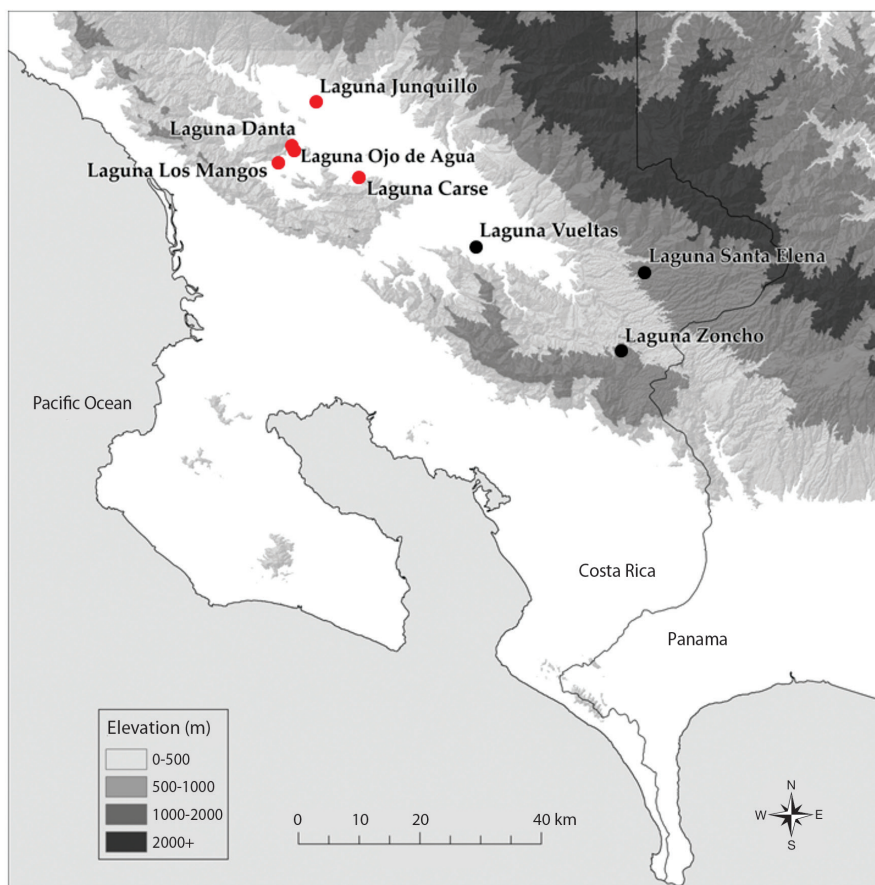 Laguna Junquillo
Laguna Danta
Laguna Ojo de Agua
Laguna Los Mangos
Laguna Carse
Laguna Vueltas
Laguna Santa Elena
Laguna Zoncho
Pacific Ocean
Costa Rica
Panama
Elevation (m)
0-500
500-1000
1000-2000
2000+
0 10 20 40 km
N
W E
S